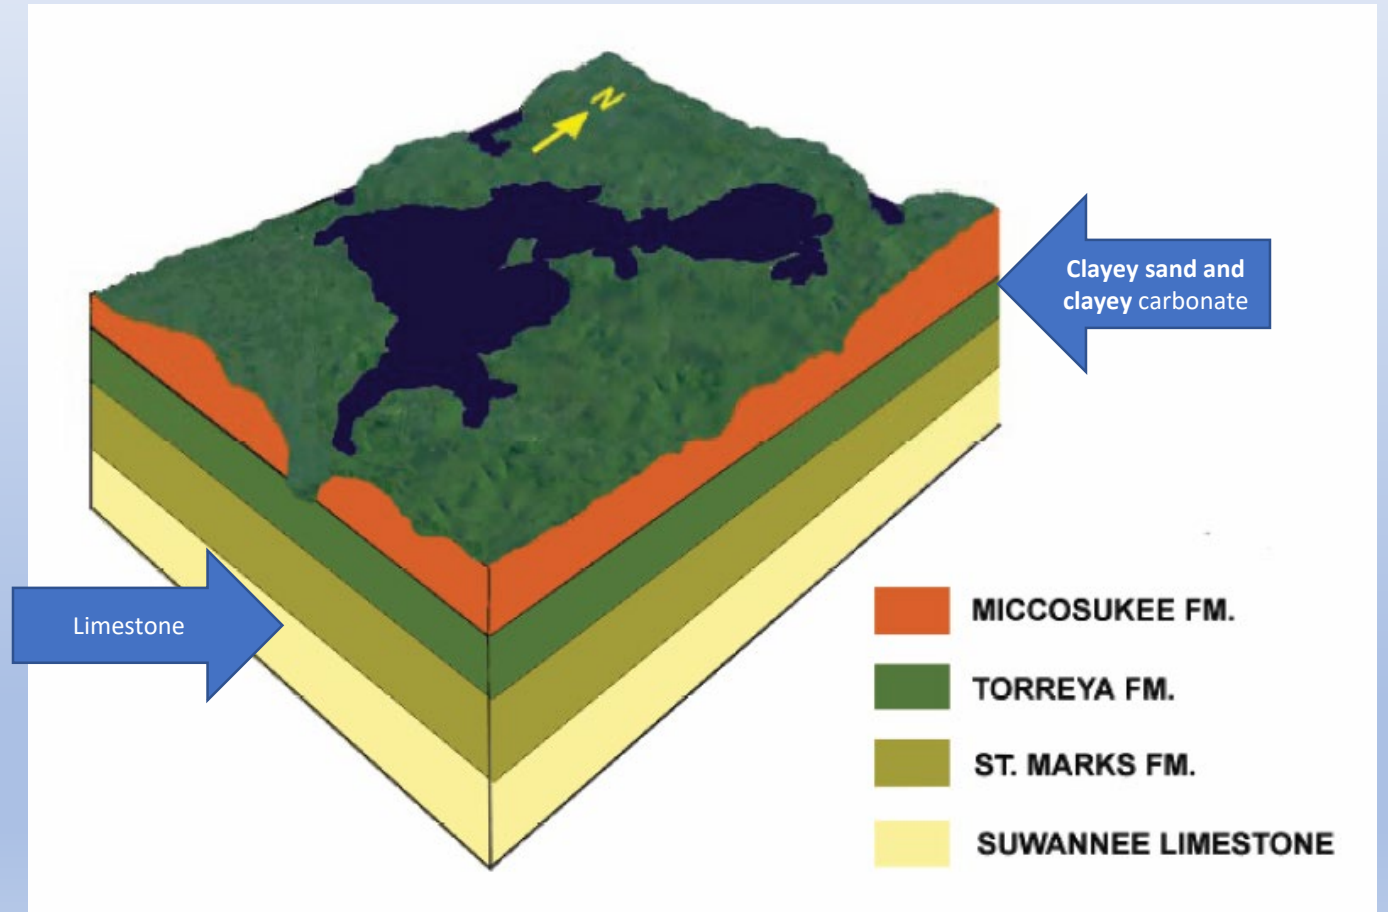 N
Clayey sand and
clayey carbonate
Limestone
MICCOSUKEE FM.
TORREYA FM.
ST. MARKS FM.
SUWANNEE LIMESTONE